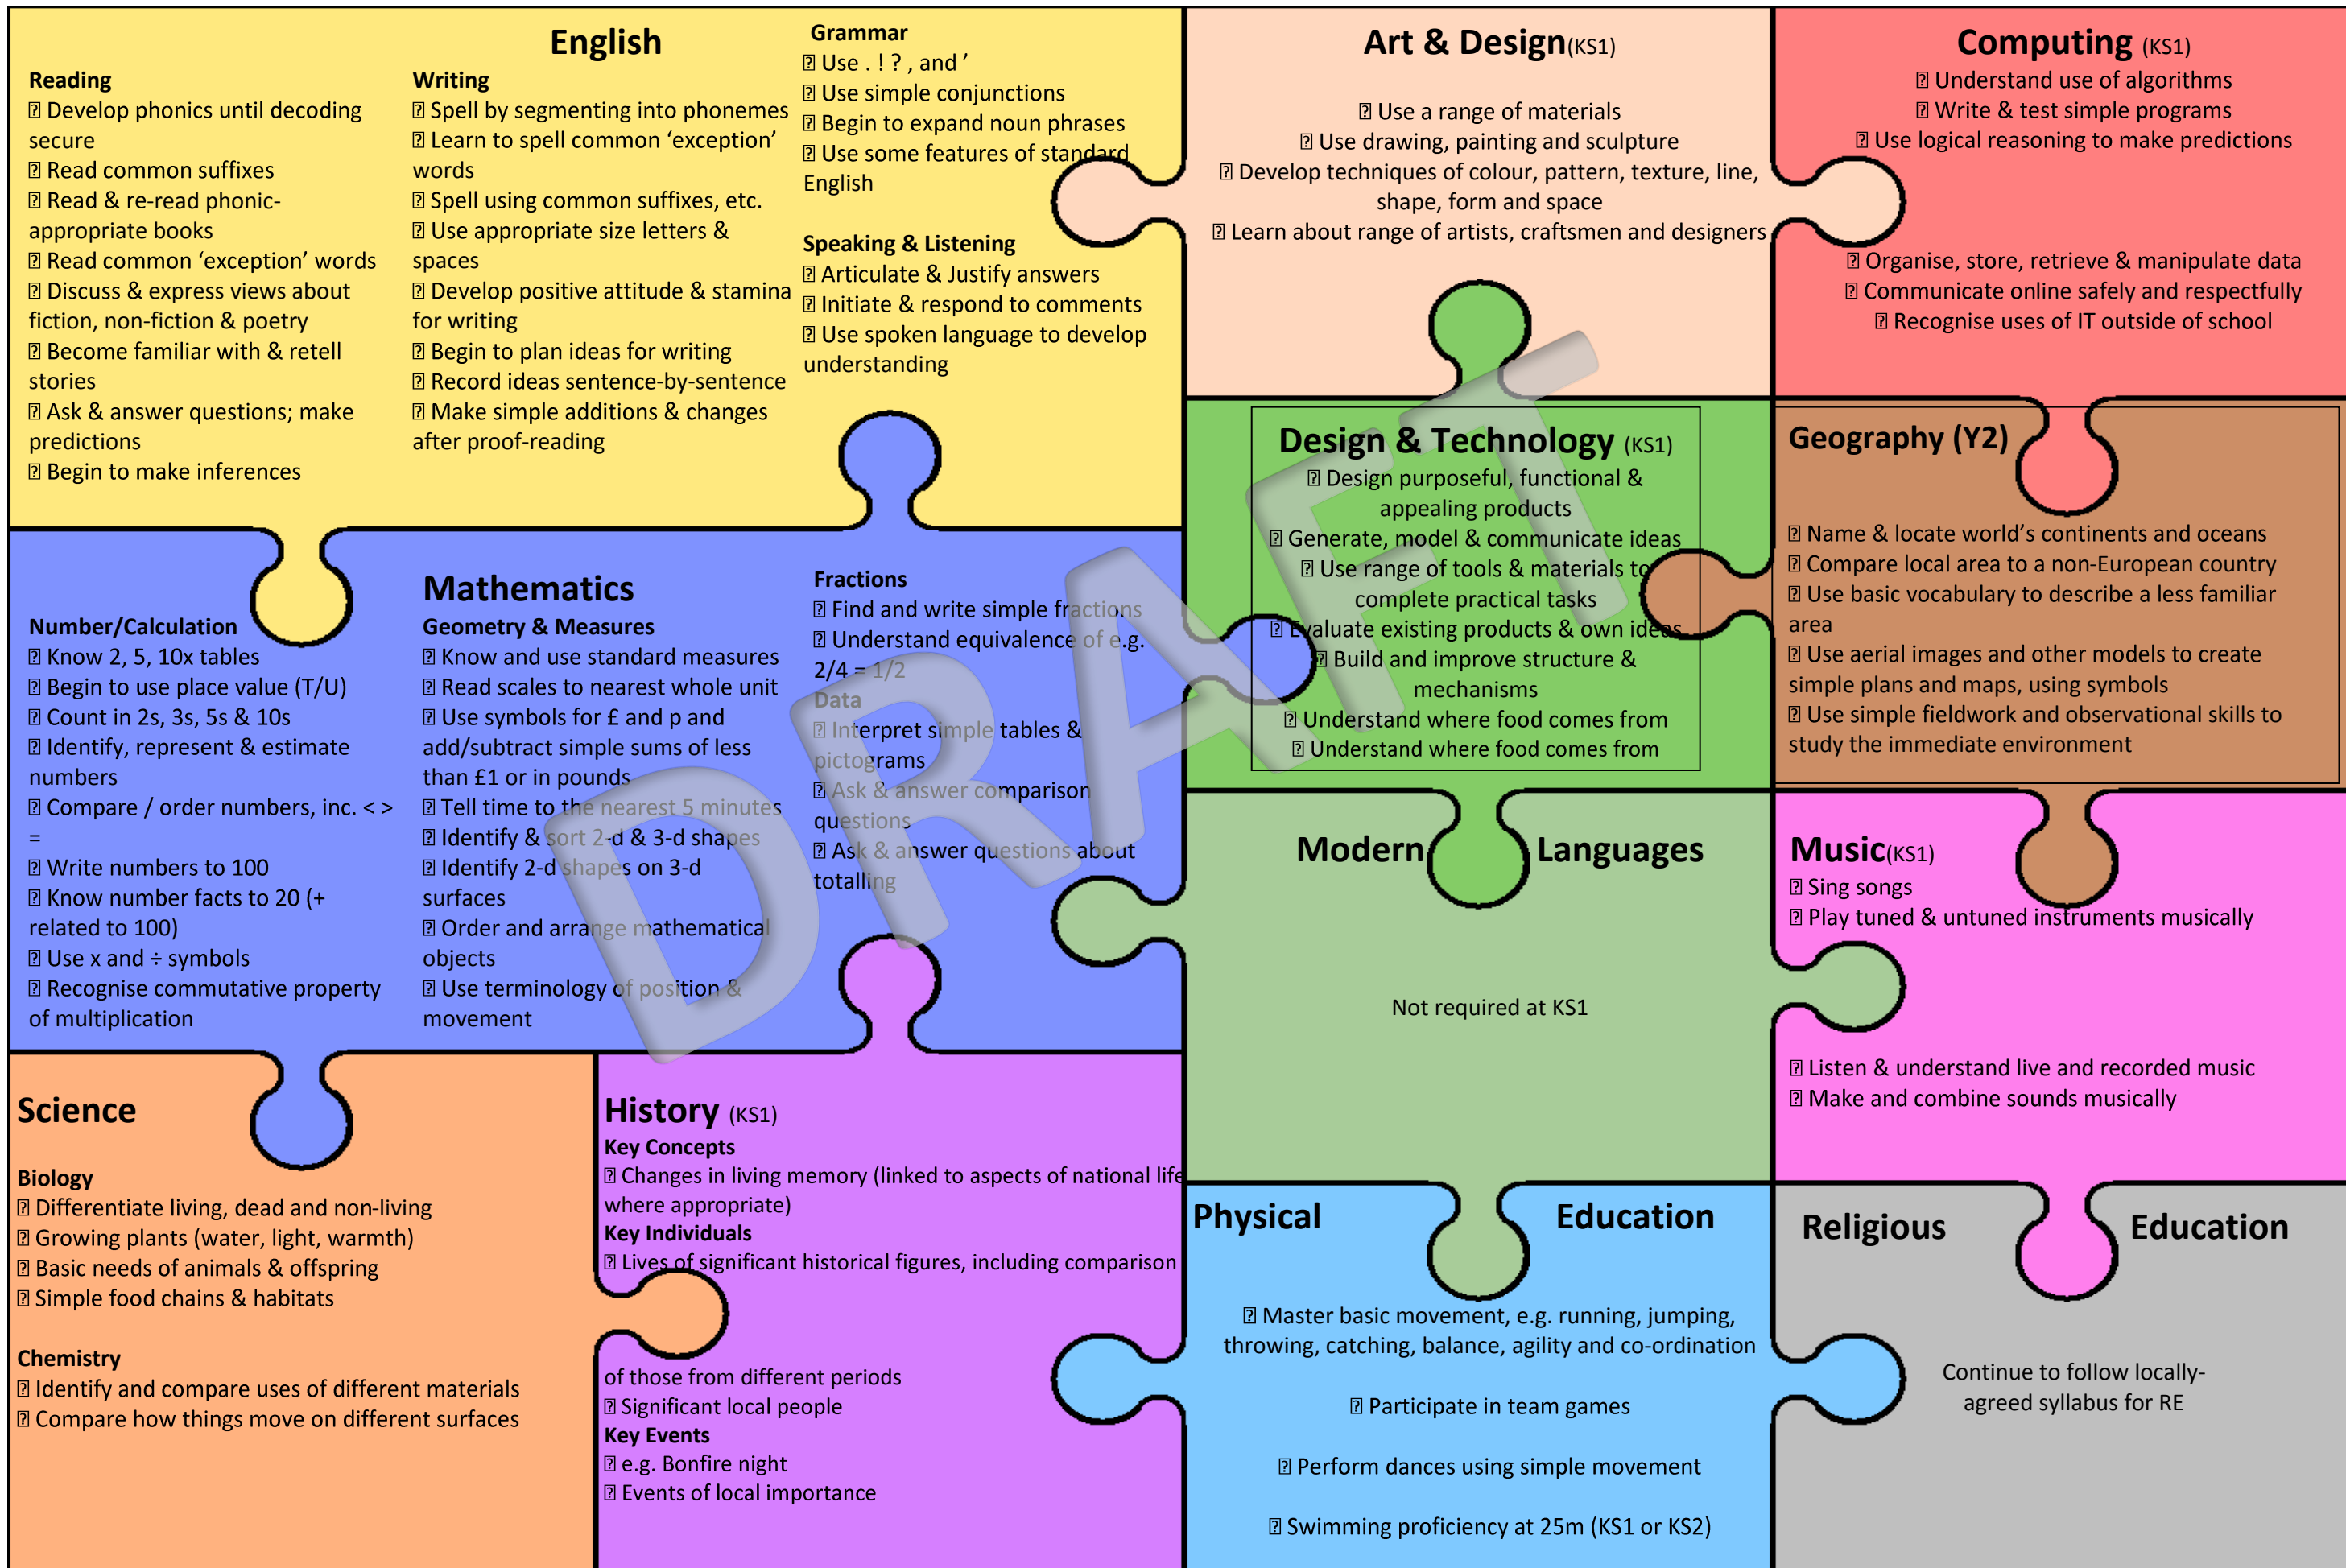 English
Reading
⍰ Develop phonics until decoding
secure
⍰ Read common suffixes
⍰ Read & re-read phonic-
appropriate books
⍰ Read common ‘exception’ words
⍰ Discuss & express views about
fiction, non-fiction & poetry
⍰ Become familiar with & retell
stories
⍰ Ask & answer questions; make
predictions
⍰ Begin to make inferences
Writing
⍰ Spell by segmenting into phonemes
⍰ Learn to spell common ‘exception’
words
⍰ Spell using common suffixes, etc.
⍰ Use appropriate size letters &
spaces
⍰ Develop positive attitude & stamina
for writing
⍰ Begin to plan ideas for writing
⍰ Record ideas sentence-by-sentence
⍰ Make simple additions & changes
after proof-reading
Grammar
⍰ Use . ! ? , and ’
⍰ Use simple conjunctions
⍰ Begin to expand noun phrases
⍰ Use some features of standard
English
Speaking & Listening
⍰ Articulate & Justify answers
⍰ Initiate & respond to comments
⍰ Use spoken language to develop
understanding
Art & Design(KS1)
⍰ Use a range of materials
⍰ Use drawing, painting and sculpture
⍰ Develop techniques of colour, pattern, texture, line,
shape, form and space
⍰ Learn about range of artists, craftsmen and designers
Computing (KS1)
⍰ Understand use of algorithms
⍰ Write & test simple programs
⍰ Use logical reasoning to make predictions
⍰ Organise, store, retrieve & manipulate data
⍰ Communicate online safely and respectfully
⍰ Recognise uses of IT outside of school
Mathematics
Number/Calculation
⍰ Know 2, 5, 10x tables
⍰ Begin to use place value (T/U)
⍰ Count in 2s, 3s, 5s & 10s
⍰ Identify, represent & estimate
numbers
⍰ Compare / order numbers, inc. < >
=
⍰ Write numbers to 100
⍰ Know number facts to 20 (+
related to 100)
⍰ Use x and ÷ symbols
⍰ Recognise commutative property
of multiplication
Geometry & Measures
⍰ Know and use standard measures
⍰ Read scales to nearest whole unit
⍰ Use symbols for £ and p and
add/subtract simple sums of less
than £1 or in pounds
⍰ Tell time to the nearest 5 minutes
⍰ Identify & sort 2-d & 3-d shapes
⍰ Identify 2-d shapes on 3-d
surfaces
⍰ Order and arrange mathematical
objects
⍰ Use terminology of position &
movement
Fractions
⍰ Find and write simple fractions
⍰ Understand equivalence of e.g.
2/4 = 1/2
Data
⍰ Interpret simple tables &
pictograms
⍰ Ask & answer comparison
questions
⍰ Ask & answer questions about
totalling
Design & Technology (KS1)
⍰ Design purposeful, functional &
appealing products
⍰ Generate, model & communicate ideas
⍰ Use range of tools & materials to
complete practical tasks
⍰ Evaluate existing products & own ideas
⍰ Build and improve structure &
mechanisms
⍰ Understand where food comes from
⍰ Understand where food comes from
Geography (Y2)
⍰ Name & locate world’s continents and oceans
⍰ Compare local area to a non-European country
⍰ Use basic vocabulary to describe a less familiar
area
⍰ Use aerial images and other models to create
simple plans and maps, using symbols
⍰ Use simple fieldwork and observational skills to
study the immediate environment
Modern Languages
Not required at KS1
Music(KS1)
⍰ Sing songs
⍰ Play tuned & untuned instruments musically
⍰ Listen & understand live and recorded music
⍰ Make and combine sounds musically
Science
Biology
⍰ Differentiate living, dead and non-living
⍰ Growing plants (water, light, warmth)
⍰ Basic needs of animals & offspring
⍰ Simple food chains & habitats
Chemistry
⍰ Identify and compare uses of different materials
⍰ Compare how things move on different surfaces
History (KS1)
Key Concepts
⍰ Changes in living memory (linked to aspects of national life
where appropriate)
Key Individuals
⍰ Lives of significant historical figures, including comparison
of those from different periods
⍰ Significant local people
Key Events
⍰ e.g. Bonfire night
⍰ Events of local importance
Physical Education
⍰ Master basic movement, e.g. running, jumping,
throwing, catching, balance, agility and co-ordination
⍰ Participate in team games
⍰ Perform dances using simple movement
⍰ Swimming proficiency at 25m (KS1 or KS2)
Religious Education
Continue to follow locally-
agreed syllabus for RE
DRAFT